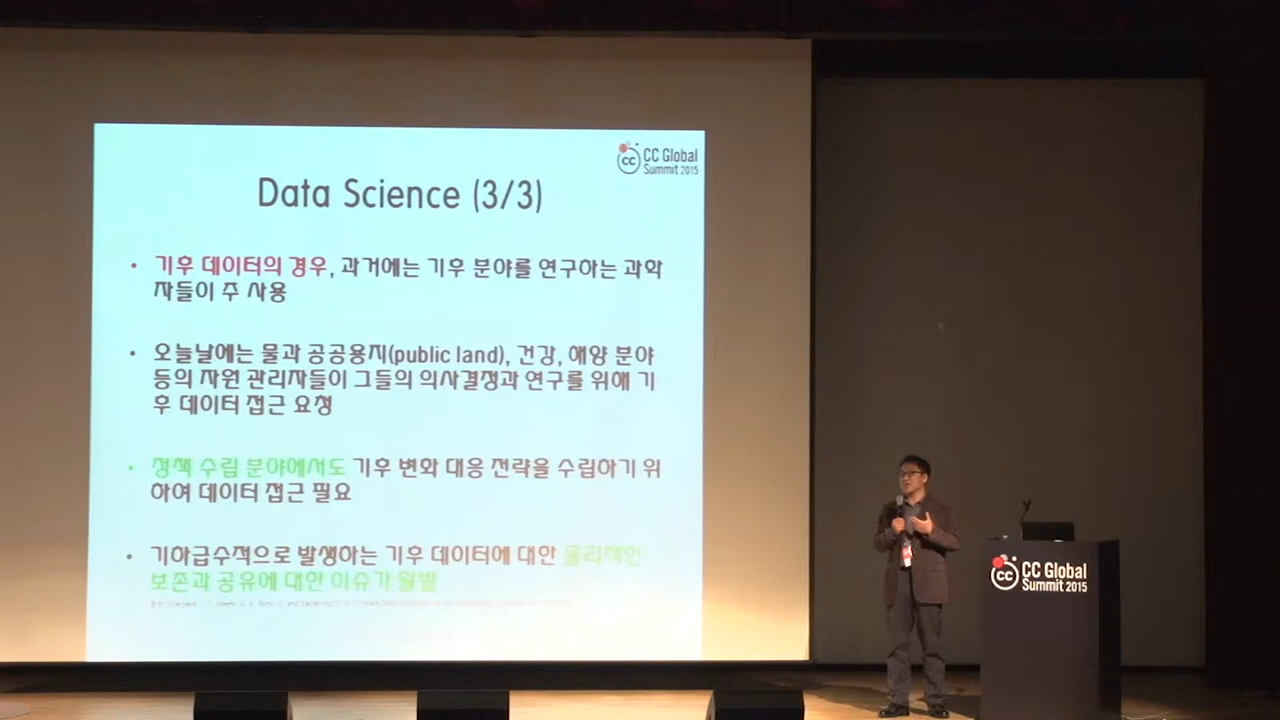 CC Global
Summit 2015
Data Science (3/3)
• 기후 데이터의 경우, 과거에는 기후 분야를 연구하는 과학
자들이 주 사용
• 오늘날에는 물과 공공용지(public land), 건강, 해양 분야
등의 자원 관리자들이 그들의 의사결정과 연구를 위해 기
후 데이터 접근 요청
• 정책 수립 분야에서도 기후 변화 대응 전략을 수립하기 위
하여 데이터 접근 필요
• 기하급수적으로 발생하는 기후 데이터에 대한 물리적인
보존과 공유에 대한 이슈가 활발
cc CC Global
Summit 2015